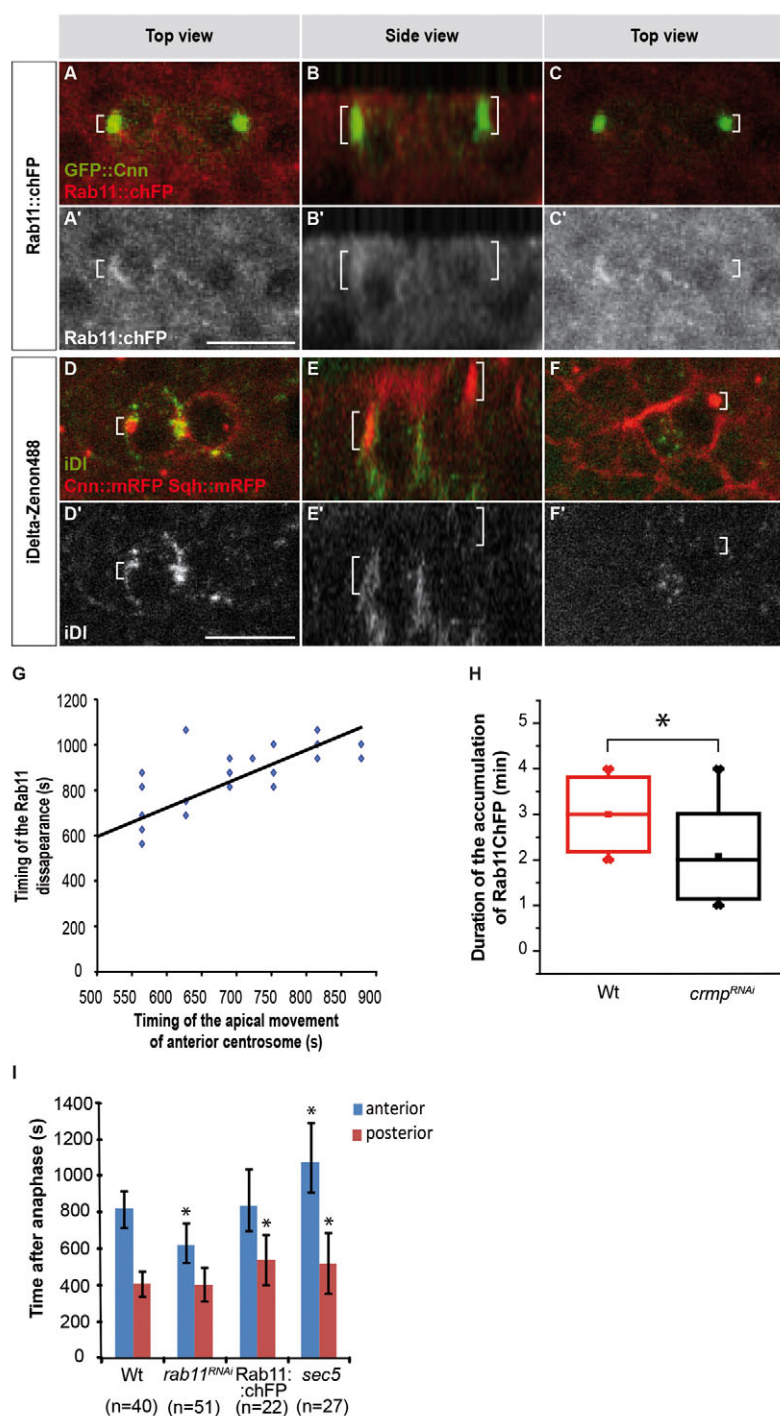 Top view
Side view
Top view
Rab11::chFP
A
B
C
GFP::Cnn
Rab11::chFP
A'
B'
C'
Rab11:chFP
iDelta-Zenon488
D
E
F
iDl
Cnn::mRFP Sqh::mRFP
D'
E'
F'
iDl
G
1200
1000
800
600
400
200
0
500 550 600 650 700 750 800 850 900
Timing of the Rab11
dissapearance (s)
Timing of the apical movement
of anterior centrosome (s)
H
5
4
3
2
1
0
Duration of the accumulation
of Rab11ChFP (min)
*
Wt
crmp^RNAi
I
1400
1200
1000
800
600
400
200
0
Time after anaphase (s)
anterior
posterior
* * * *
Wt rab11^RNAi Rab11: sec5
:chFP
(n=40) (n=51) (n=22) (n=27)